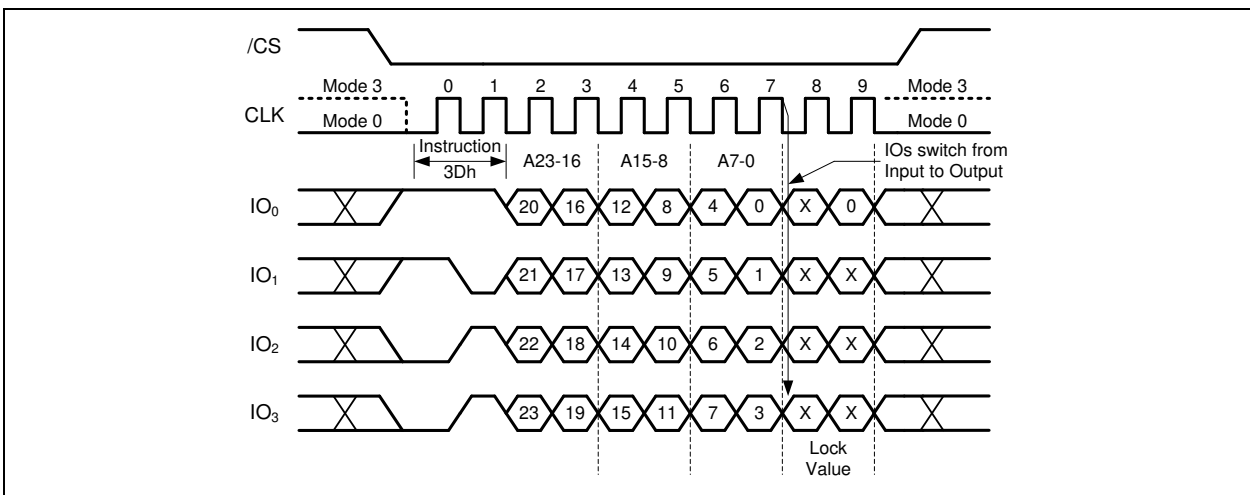 /CS
Mode 3 0 1 2 3 4 5 6 7 8 9 Mode 3
CLK
Mode 0 Mode 0
Instruction
3Dh
A23-16 A15-8 A7-0
IOs switch from
Input to Output
IO0 20 16 12 8 4 0 X 0
IO1 21 17 13 9 5 1 X X
IO2 22 18 14 10 6 2 X X
IO3 23 19 15 11 7 3 X X
Lock
Value